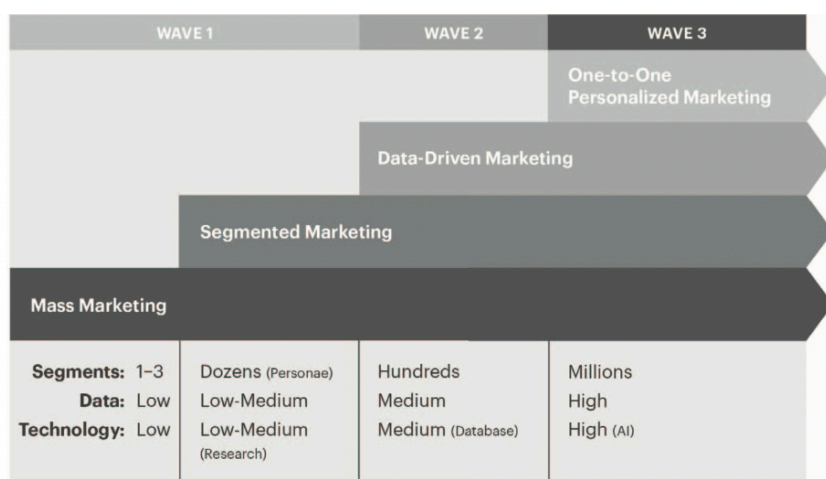 WAVE 1
WAVE 2
WAVE 3
One-to-One
Personalized Marketing
Data-Driven Marketing
Segmented Marketing
Mass Marketing
Segments: 1–3
Dozens (Personae)
Hundreds
Millions
Data: Low
Low-Medium
Medium
High
Technology: Low
Low-Medium
Medium (Database)
High (AI)
(Research)